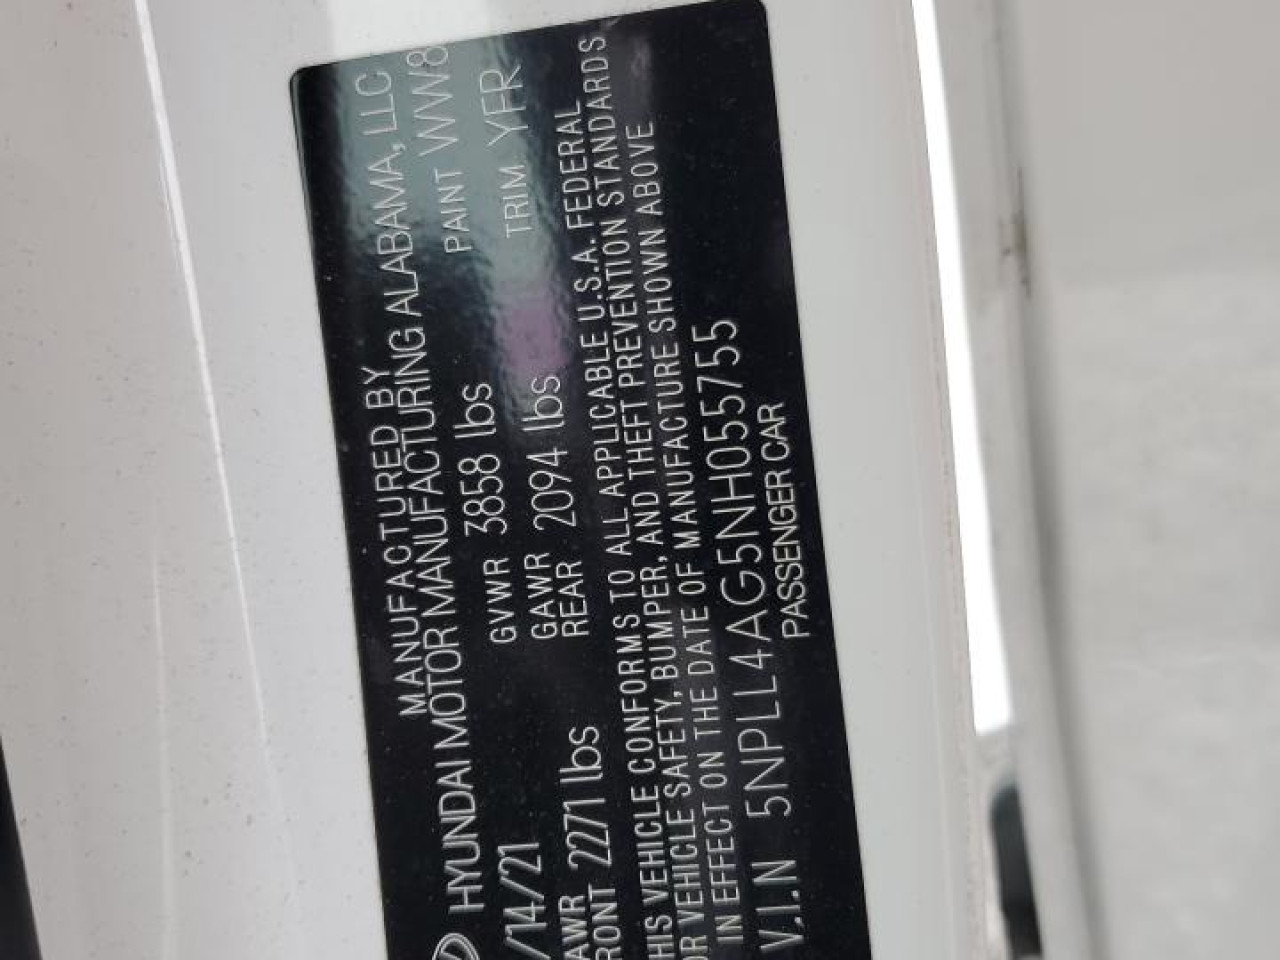 MANUFACTURED BY
HYUNDAI MOTOR MANUFACTURING ALABAMA, LLC
/14/21 GVWR 3858 lbs PAINT WW8
AWR FRONT 2271 lbs GAWR REAR 2094 lbs TRIM YFR
HIS VEHICLE CONFORMS TO ALL APPLICABLE U.S.A. FEDERAL
OR VEHICLE SAFETY, BUMPER, AND THEFT PREVENTION STANDARDS
IN EFFECT ON THE DATE OF MANUFACTURE SHOWN ABOVE
V.I.N 5NPLL4AG5NH055755
PASSENGER CAR